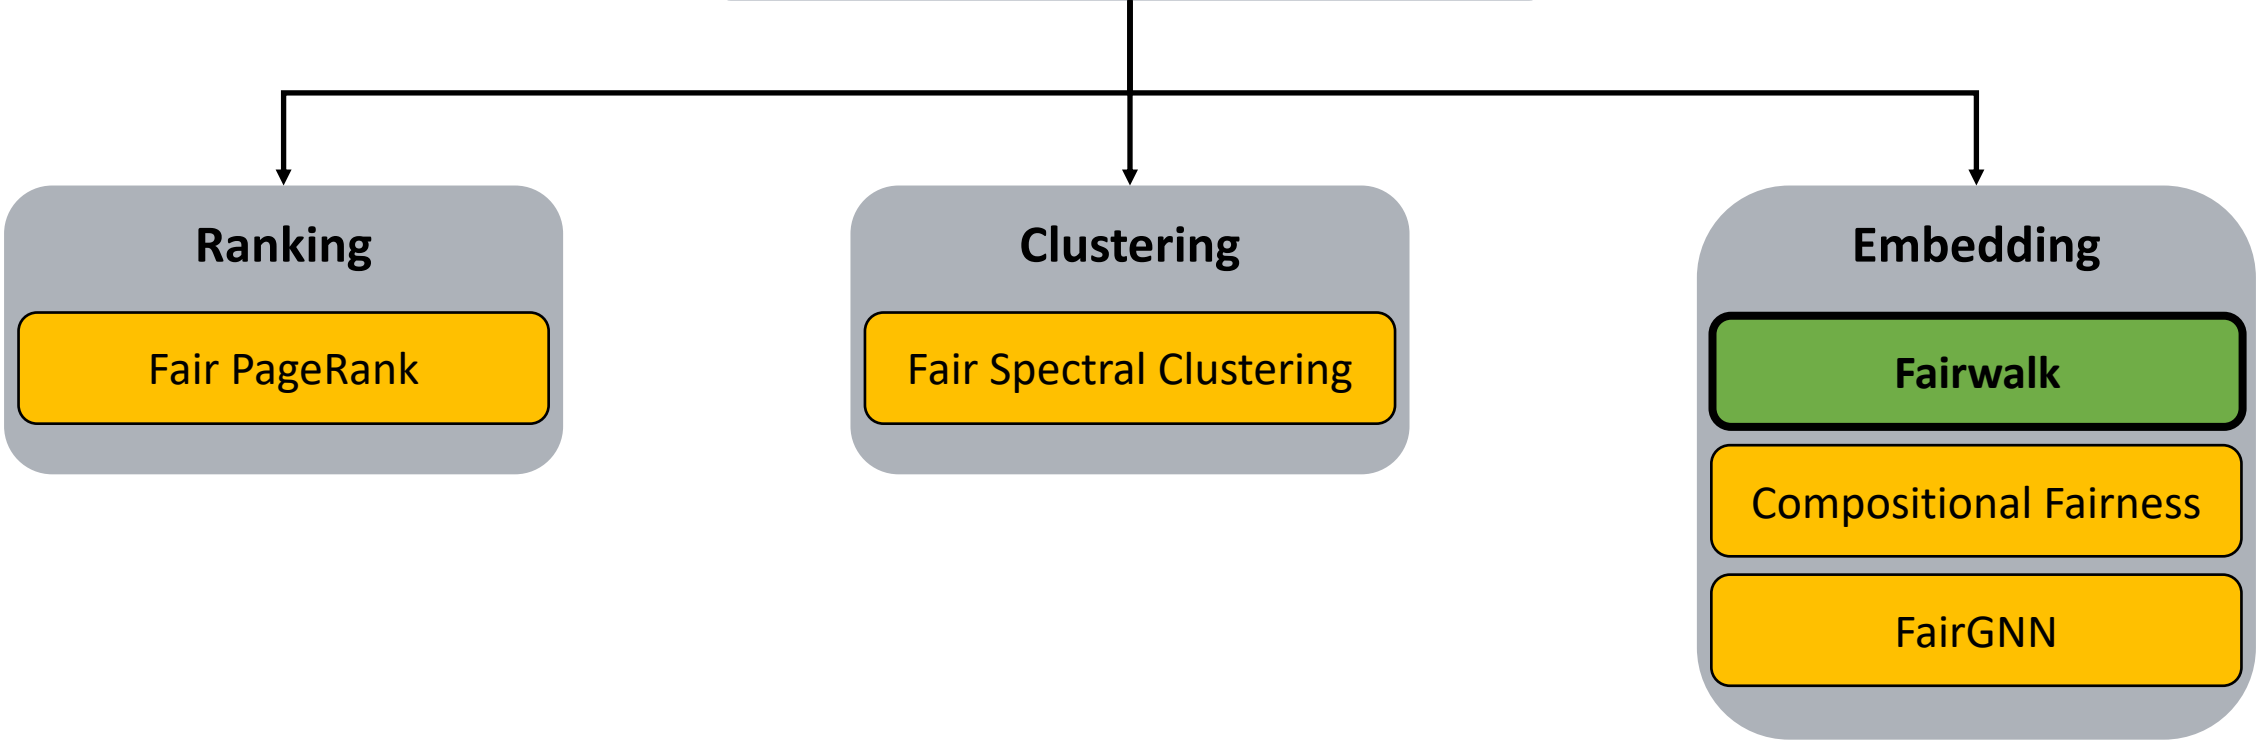 Ranking
Fair PageRank
Clustering
Fair Spectral Clustering
Embedding
Fairwalk
Compositional Fairness
FairGNN